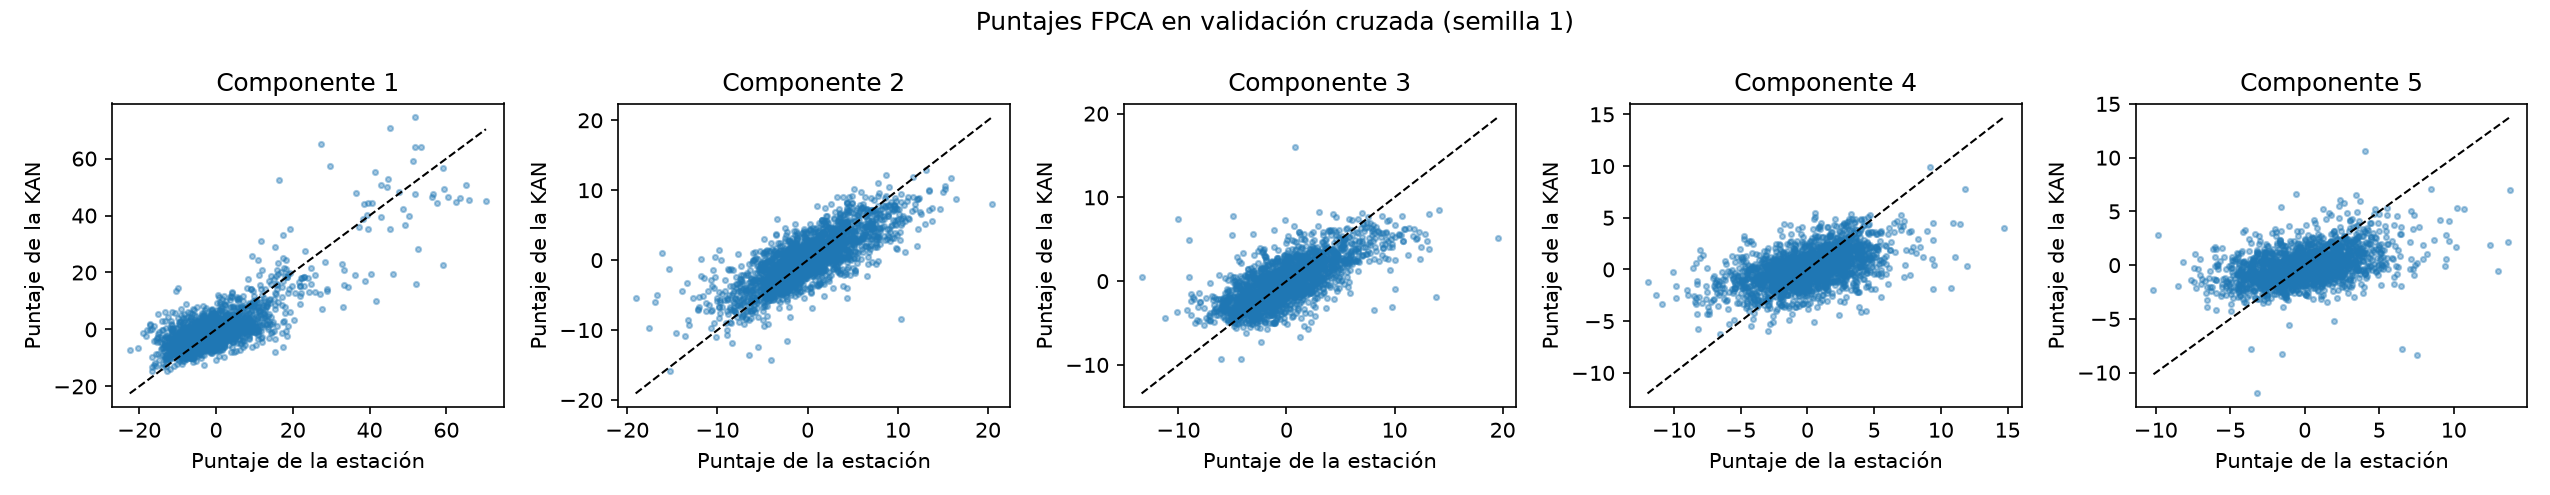 Puntajes FPCA en validación cruzada (semilla 1)
Componente 1
Componente 2
Componente 3
Componente 4
Componente 5
Puntaje de la KAN
60
40
20
0
−20
−20 0 20 40 60
Puntaje de la estación
Puntaje de la KAN
20
10
0
−10
−20
−20 −10 0 10 20
Puntaje de la estación
Puntaje de la KAN
20
10
0
−10
−10 0 10 20
Puntaje de la estación
Puntaje de la KAN
15
10
5
0
−5
−10
−10 −5 0 5 10 15
Puntaje de la estación
Puntaje de la KAN
15
10
5
0
−5
−10
−10 −5 0 5 10
Puntaje de la estación